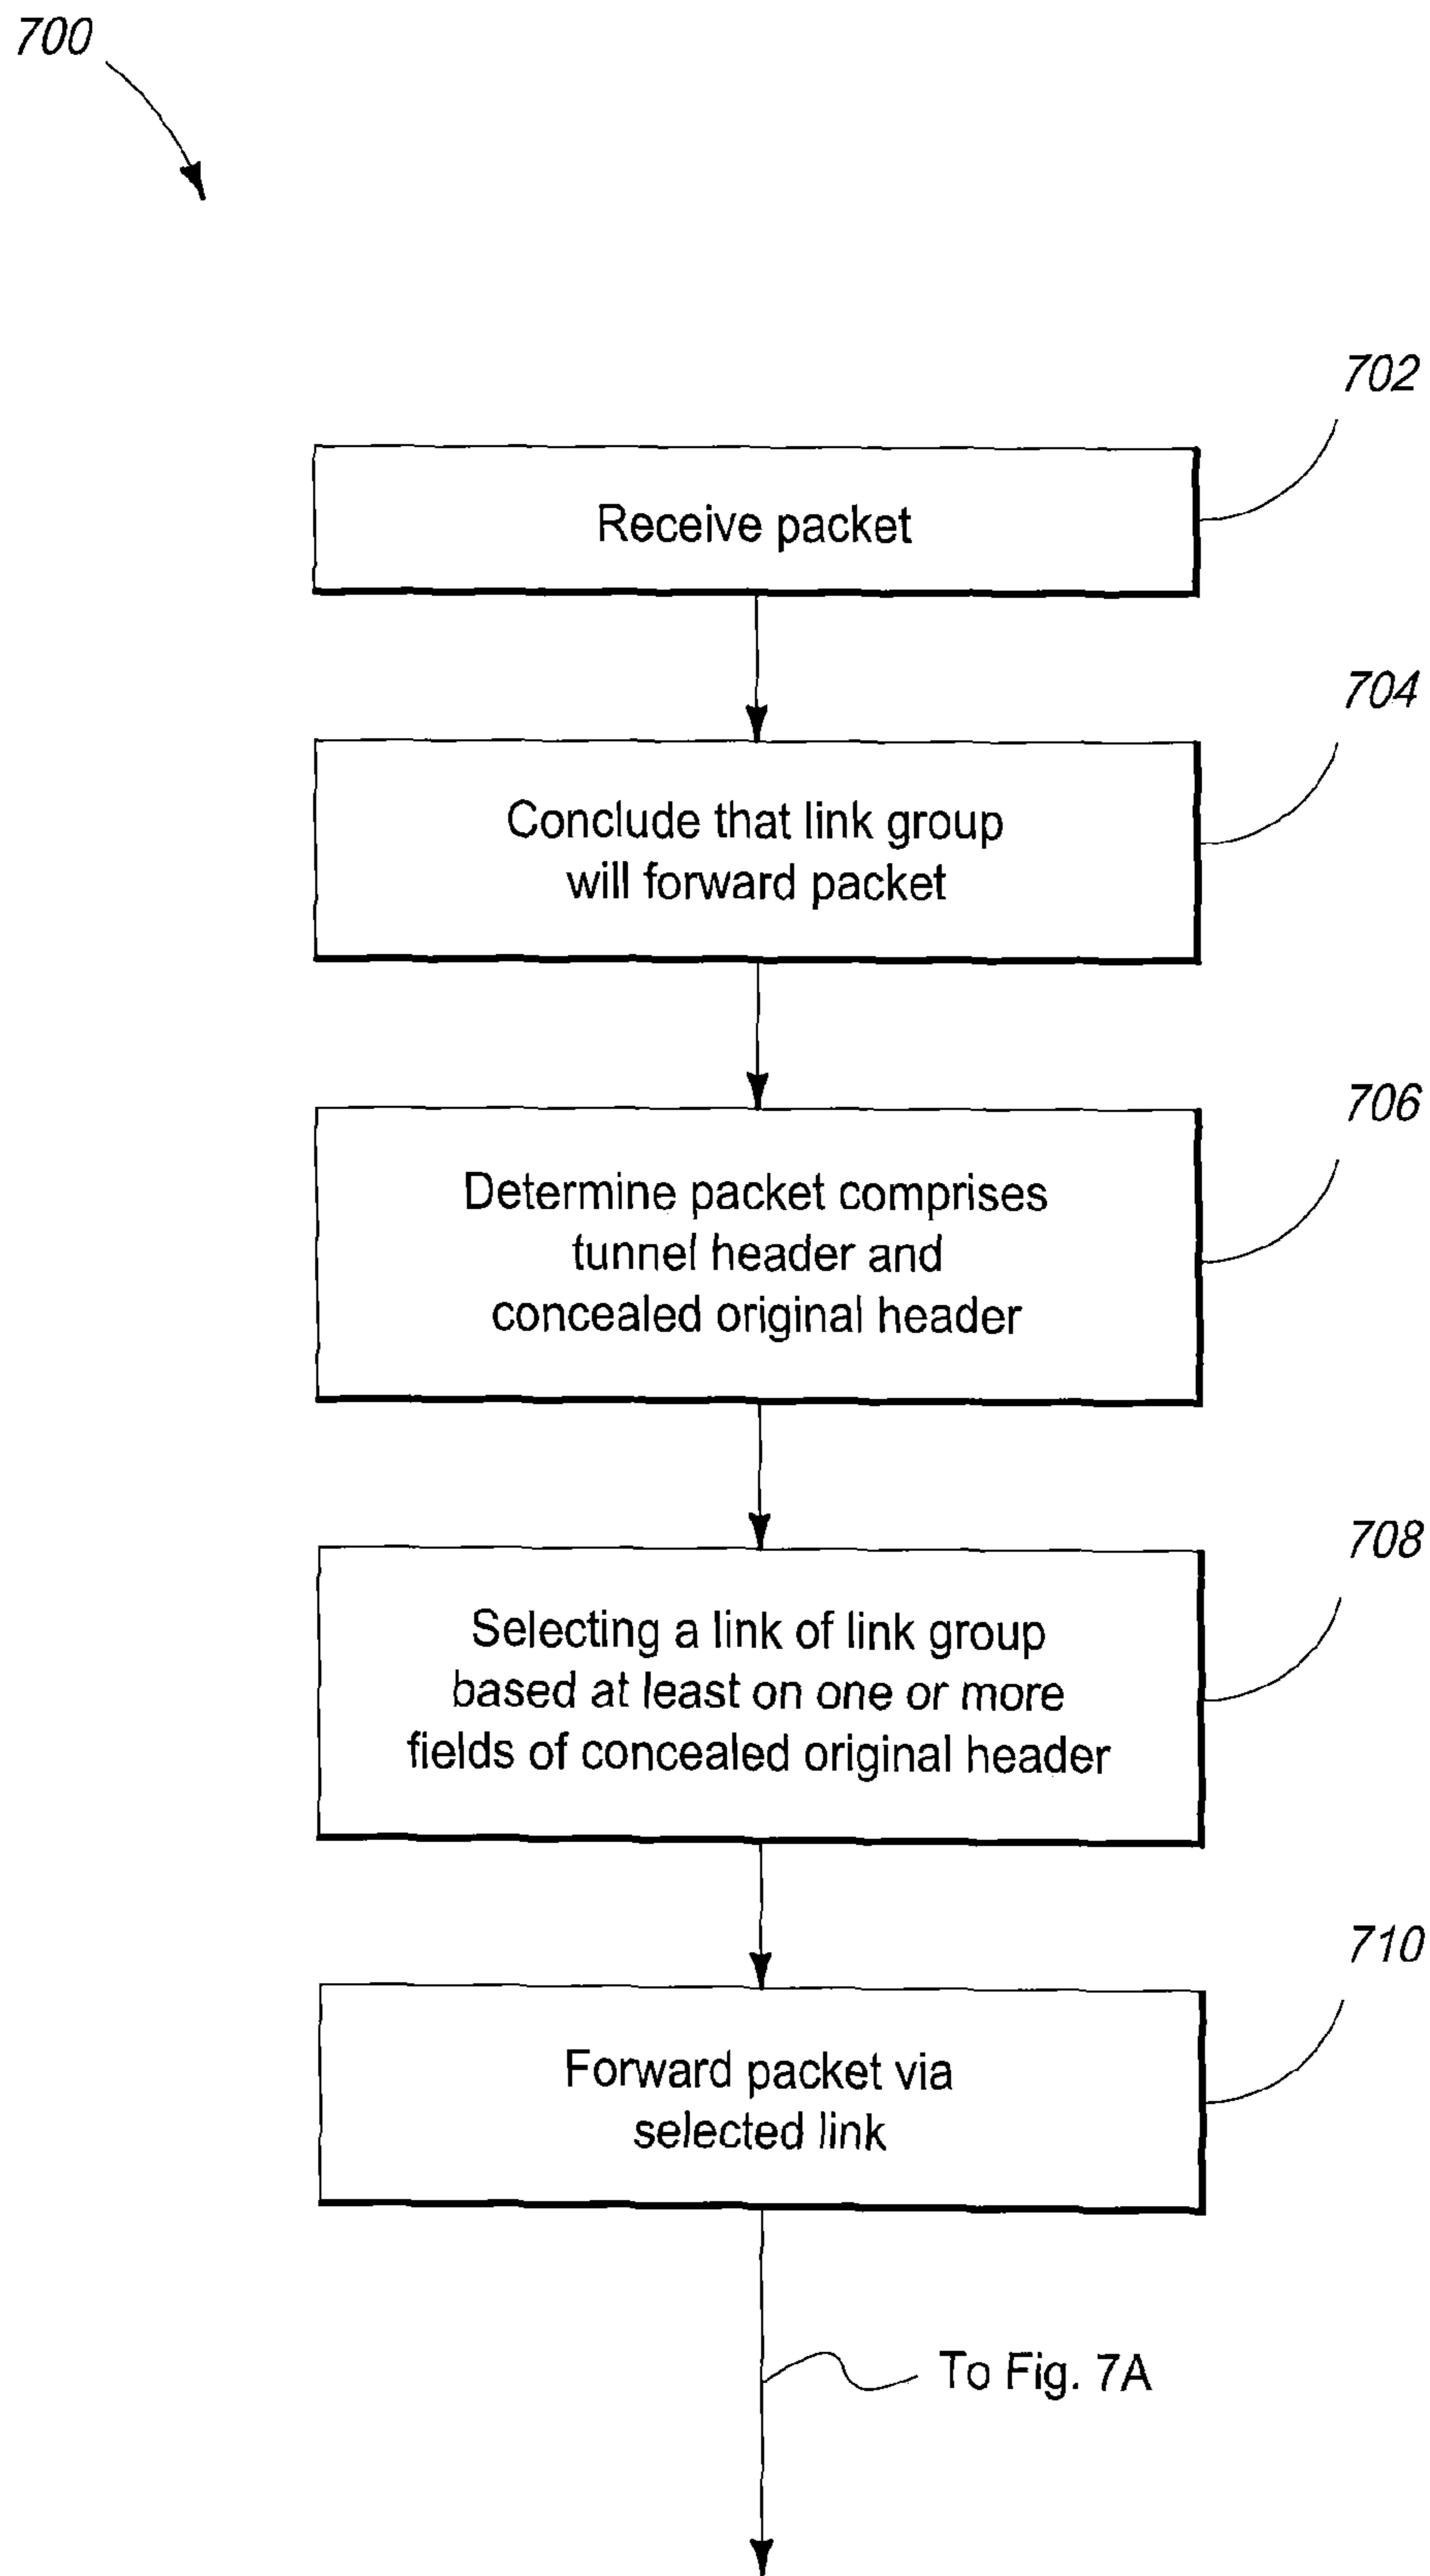 700
702
Receive packet
704
Conclude that link group
will forward packet
706
Determine packet comprises
tunnel header and
concealed original header
708
Selecting a link of link group
based at least on one or more
fields of concealed original header
710
Forward packet via
selected link
To Fig. 7A